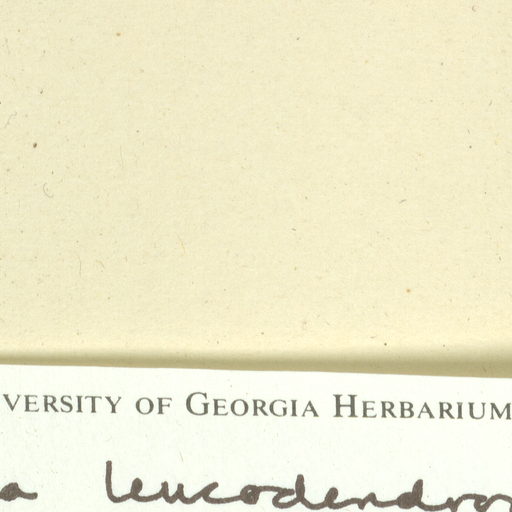 VERSITY OF GEORGIA HERBARIUM
a leucodendro